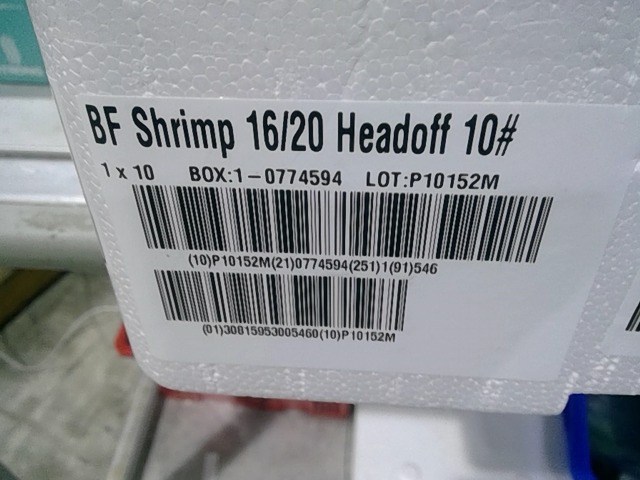 BF Shrimp 16/20 Headoff 10#
1 x 10 BOX:1-0774594 LOT:P10152M
(10)P10152M(21)0774594(251)1(91)546
(01)30815953005460(10)P10152M